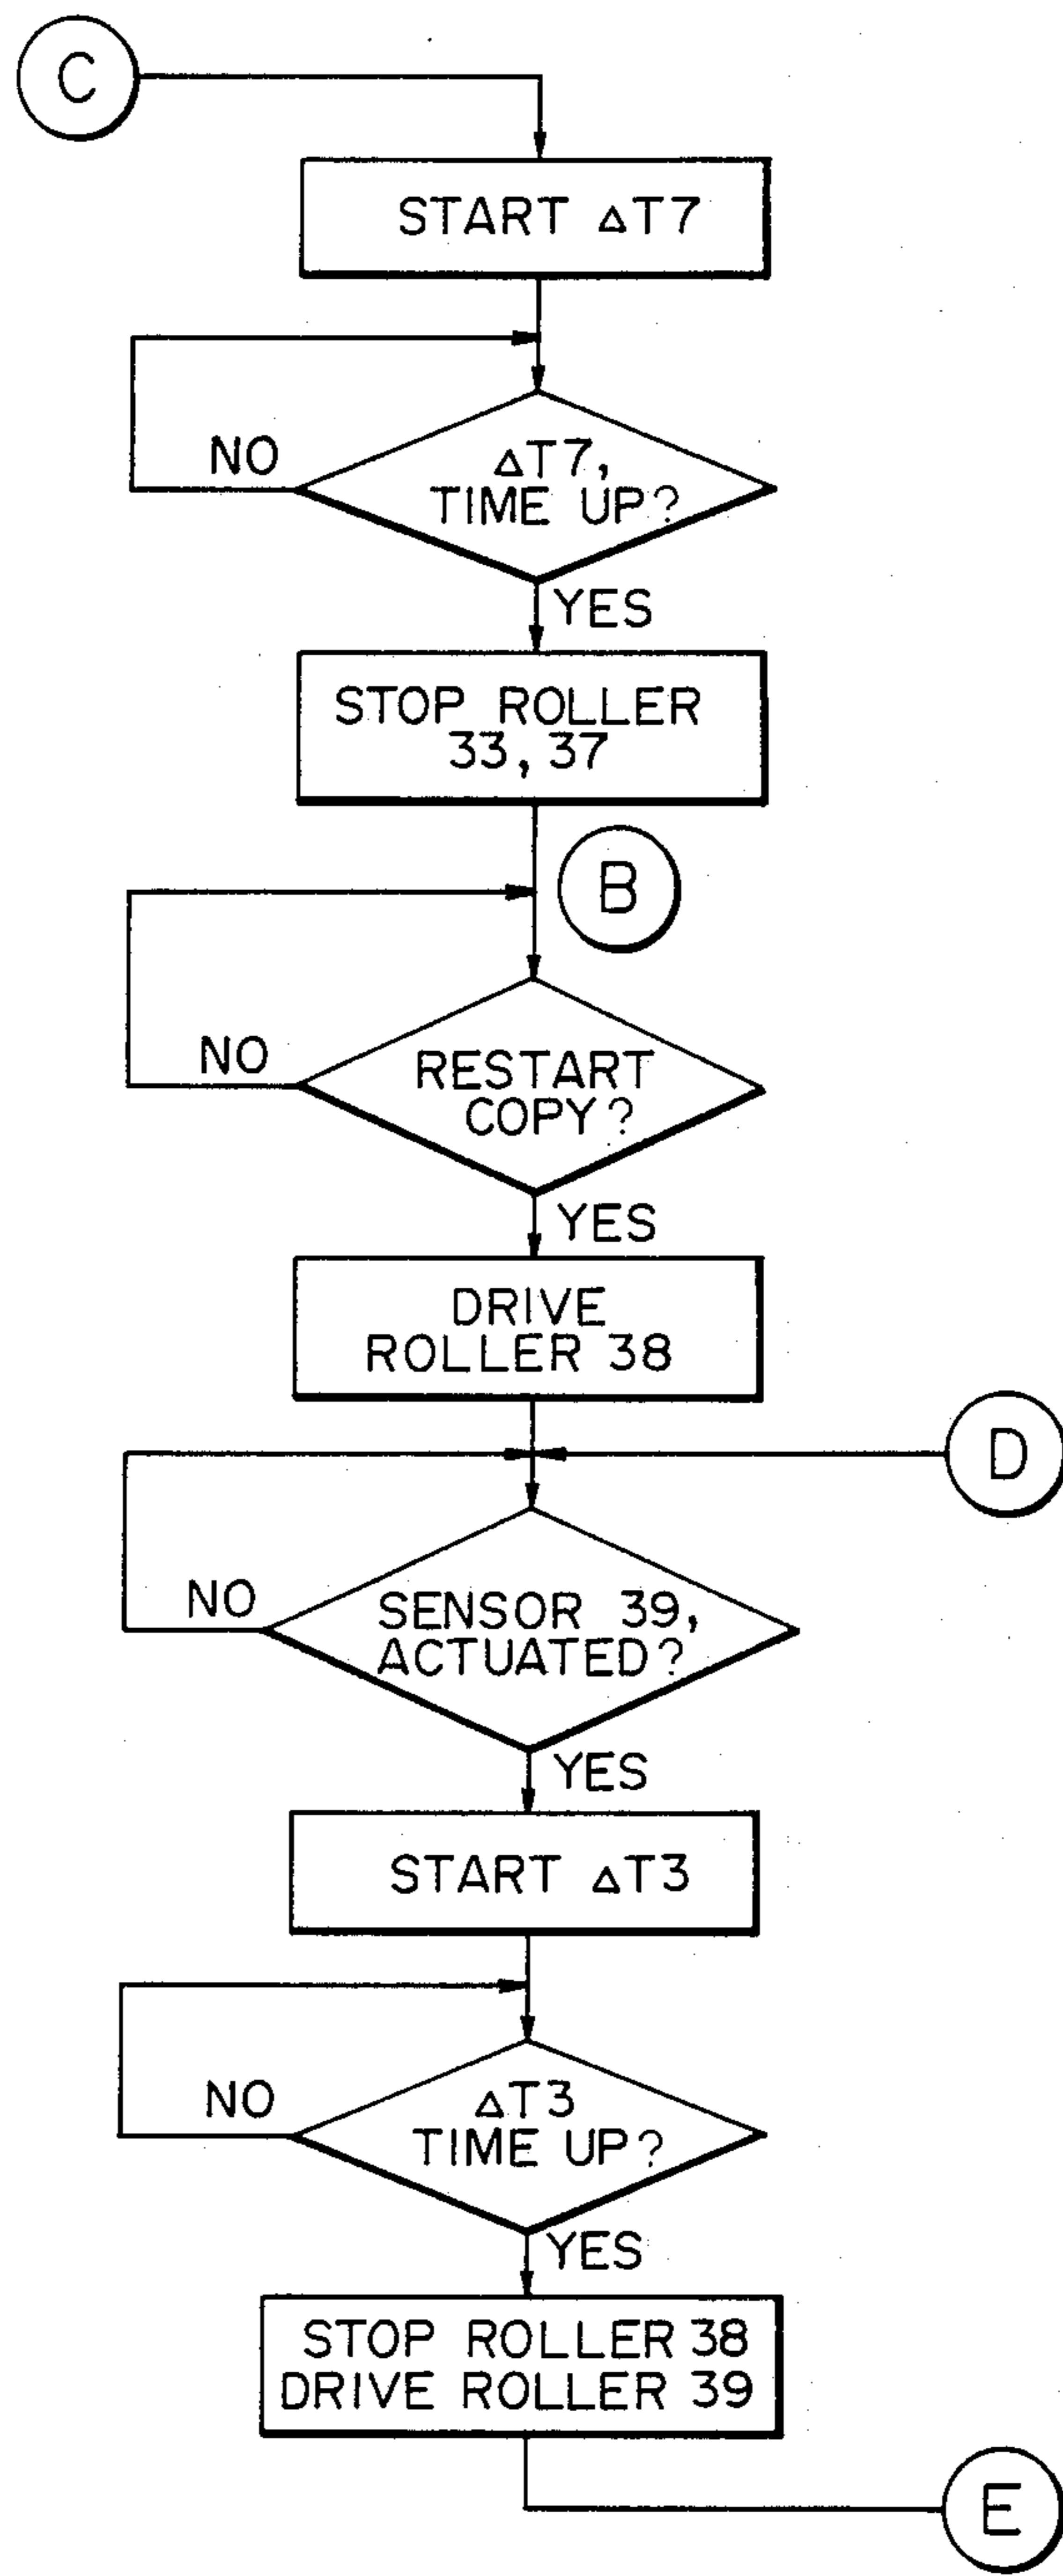 C
START ΔT7
NO
ΔT7,
TIME UP?
YES
STOP ROLLER
33, 37
B
NO
RESTART
COPY?
YES
DRIVE
ROLLER 38
D
NO
SENSOR 39,
ACTUATED?
YES
START ΔT3
NO
ΔT3
TIME UP?
YES
STOP ROLLER 38
DRIVE ROLLER 39
E